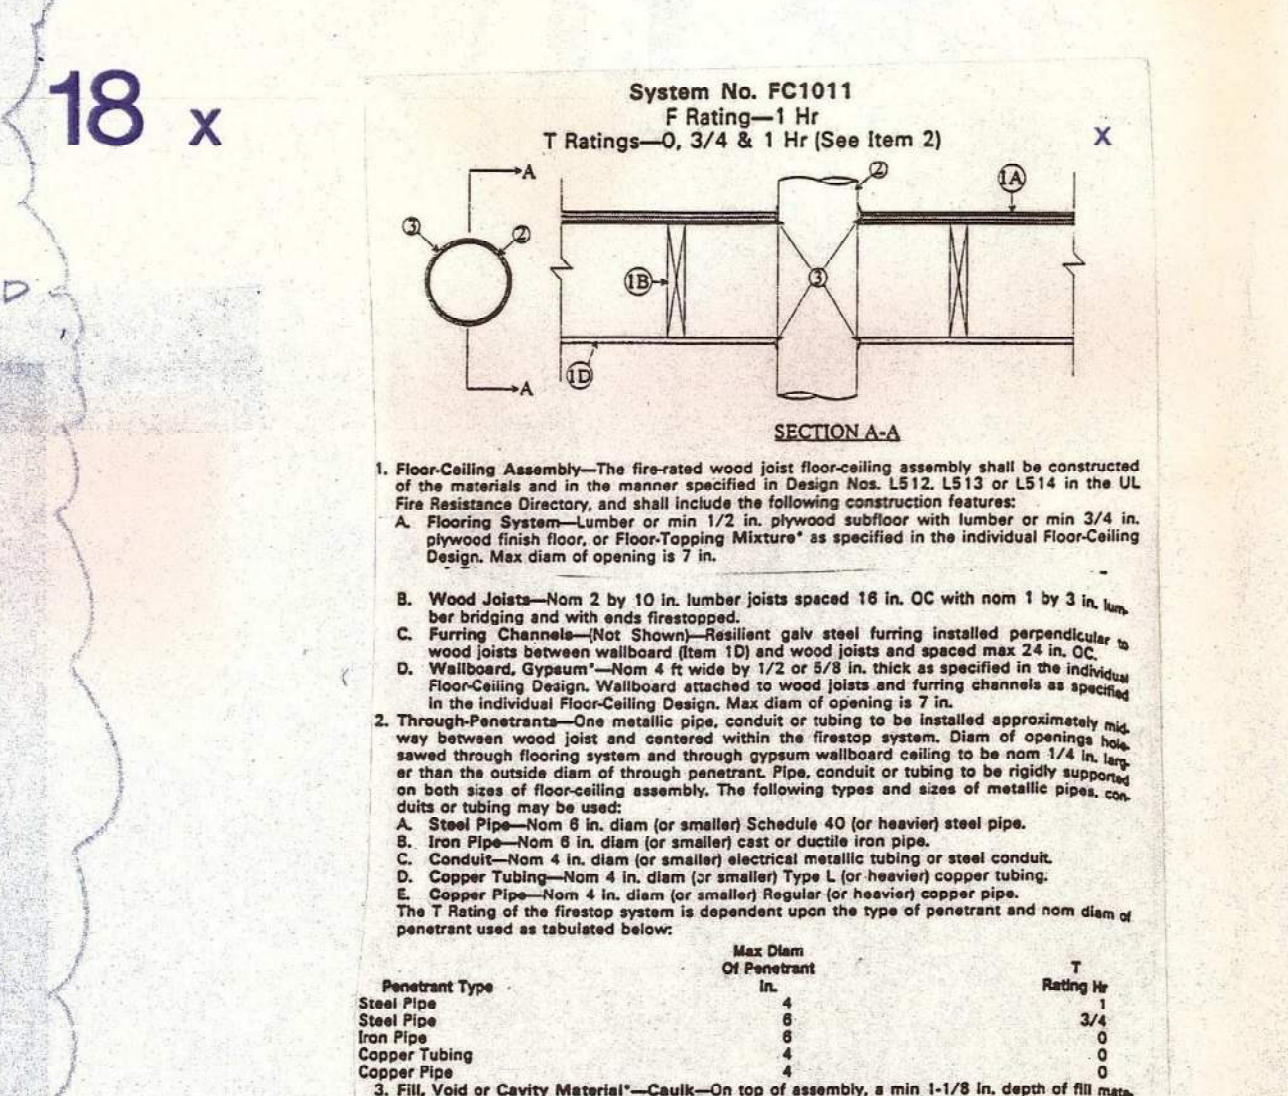 18 x
System No. FC1011
F Rating—1 Hr
T Ratings—0, 3/4 & 1 Hr (See Item 2)
x
A
2
1A
3
2
1B
3
D
1D
A
SECTION A-A
1. Floor-Ceiling Assembly—The fire-rated wood joist floor-ceiling assembly shall be constructed
of the materials and in the manner specified in Design Nos. L512. L513 or L514 in the UL
Fire Resistance Directory, and shall include the following construction features:
A. Flooring System—Lumber or min 1/2 in. plywood subfloor with lumber or min 3/4 in.
plywood finish floor, or Floor-Topping Mixture* as specified in the individual Floor-Ceiling
Design. Max diam of opening is 7 in.
B. Wood Joists—Nom 2 by 10 in. lumber joists spaced 16 in. OC with nom 1 by 3 in. lum-
ber bridging and with ends firestopped.
C. Furring Channels—(Not Shown)—Resilient galv steel furring installed perpendicular to
wood joists between wallboard (Item 1D) and wood joists and spaced max 24 in. OC.
D. Wallboard, Gypsum*—Nom 4 ft wide by 1/2 or 5/8 in. thick as specified in the individual
Floor-Ceiling Design. Wallboard attached to wood joists and furring channels as specified
in the individual Floor-Ceiling Design. Max diam of opening is 7 in.
2. Through-Penetrants—One metallic pipe, conduit or tubing to be installed approximately mid-
way between wood joist and centered within the firestop system. Diam of openings hole-
sawed through flooring system and through gypsum wallboard ceiling to be nom 1/4 in. larg-
er than the outside diam of through penetrant. Pipe, conduit or tubing to be rigidly supported
on both sizes of floor-ceiling assembly. The following types and sizes of metallic pipes, con-
duits or tubing may be used:
A. Steel Pipe—Nom 6 in. diam (or smaller) Schedule 40 (or heavier) steel pipe.
B. Iron Pipe—Nom 6 in. diam (or smaller) cast or ductile iron pipe.
C. Conduit—Nom 4 in. diam (or smaller) electrical metallic tubing or steel conduit.
D. Copper Tubing—Nom 4 in. diam (or smaller) Type L (or heavier) copper tubing.
E. Copper Pipe—Nom 4 in. diam (or smaller) Regular (or heavier) copper pipe.
The T Rating of the firestop system is dependent upon the type of penetrant and nom diam of
penetrant used as tabulated below:
Max Diam
Of Penetrant T
Penetrant Type In. Rating Hr
Steel Pipe 4 1
Steel Pipe 6 3/4
Iron Pipe 6 0
Copper Tubing 4 0
Copper Pipe 4 0
3. Fill, Void or Cavity Material*—Caulk—On top of assembly, a min 1-1/8 in. depth of fill mate-